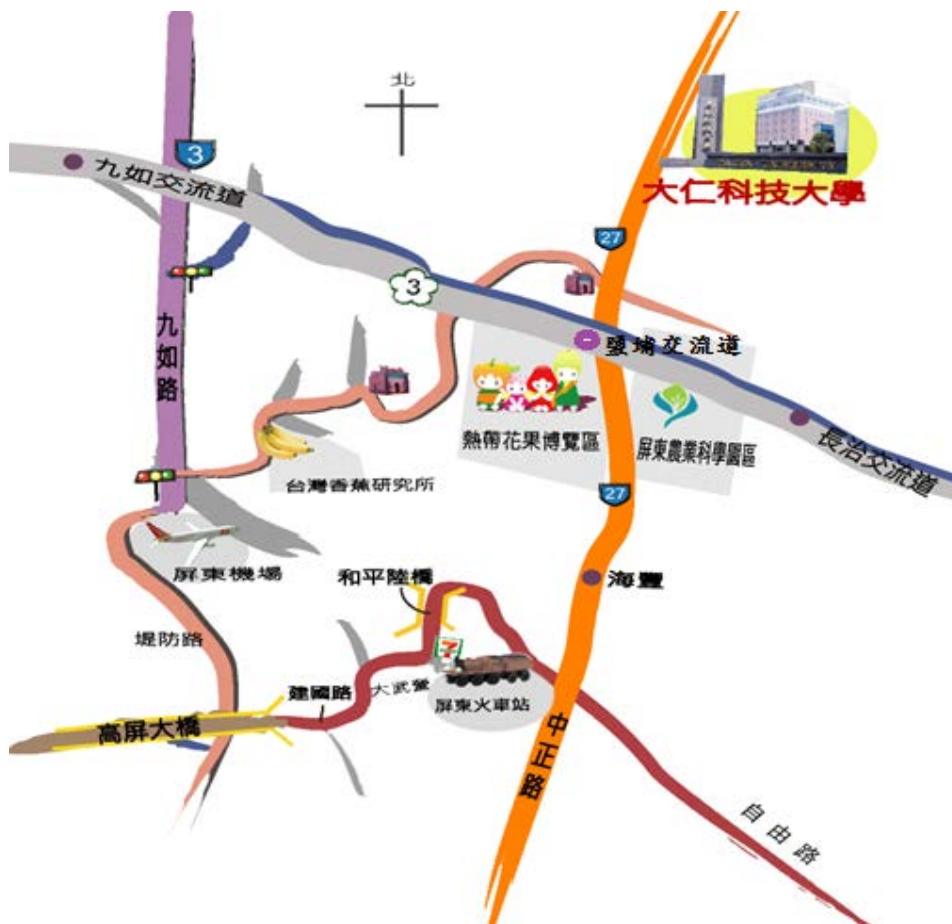 北
3
九如交流道
大仁科技大學
27
3
九如路
鹽埔交流道
熱帶花果博覽區
屏東農業科學園區
長治交流道
台灣香蕉研究所
27
屏東機場
和平陸橋
海豐
堤防路
7
建國路
大武營
屏東火車站
高屏大橋
中正路
自由路